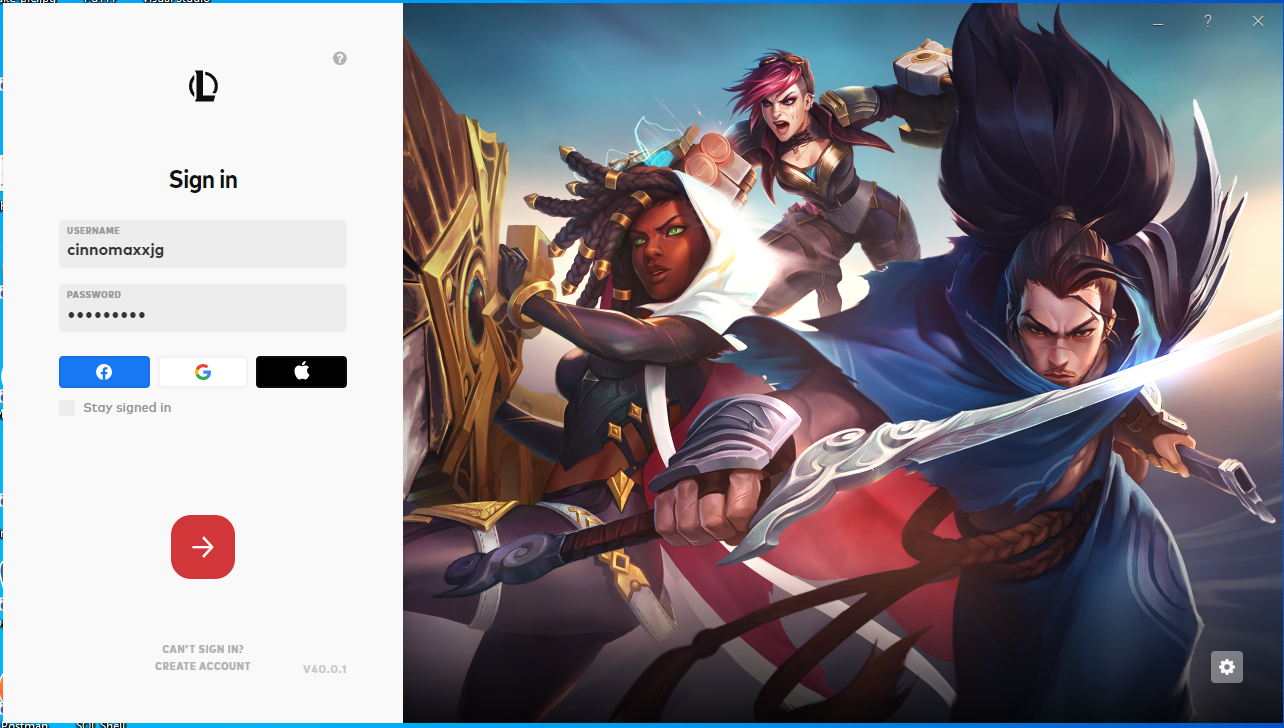 ?
Sign in
USERNAME
cinnomaxxjg
PASSWORD
•••••••••
Stay signed in
CAN'T SIGN IN?
CREATE ACCOUNT
V40.0.1
?
Postman
SQL Shell